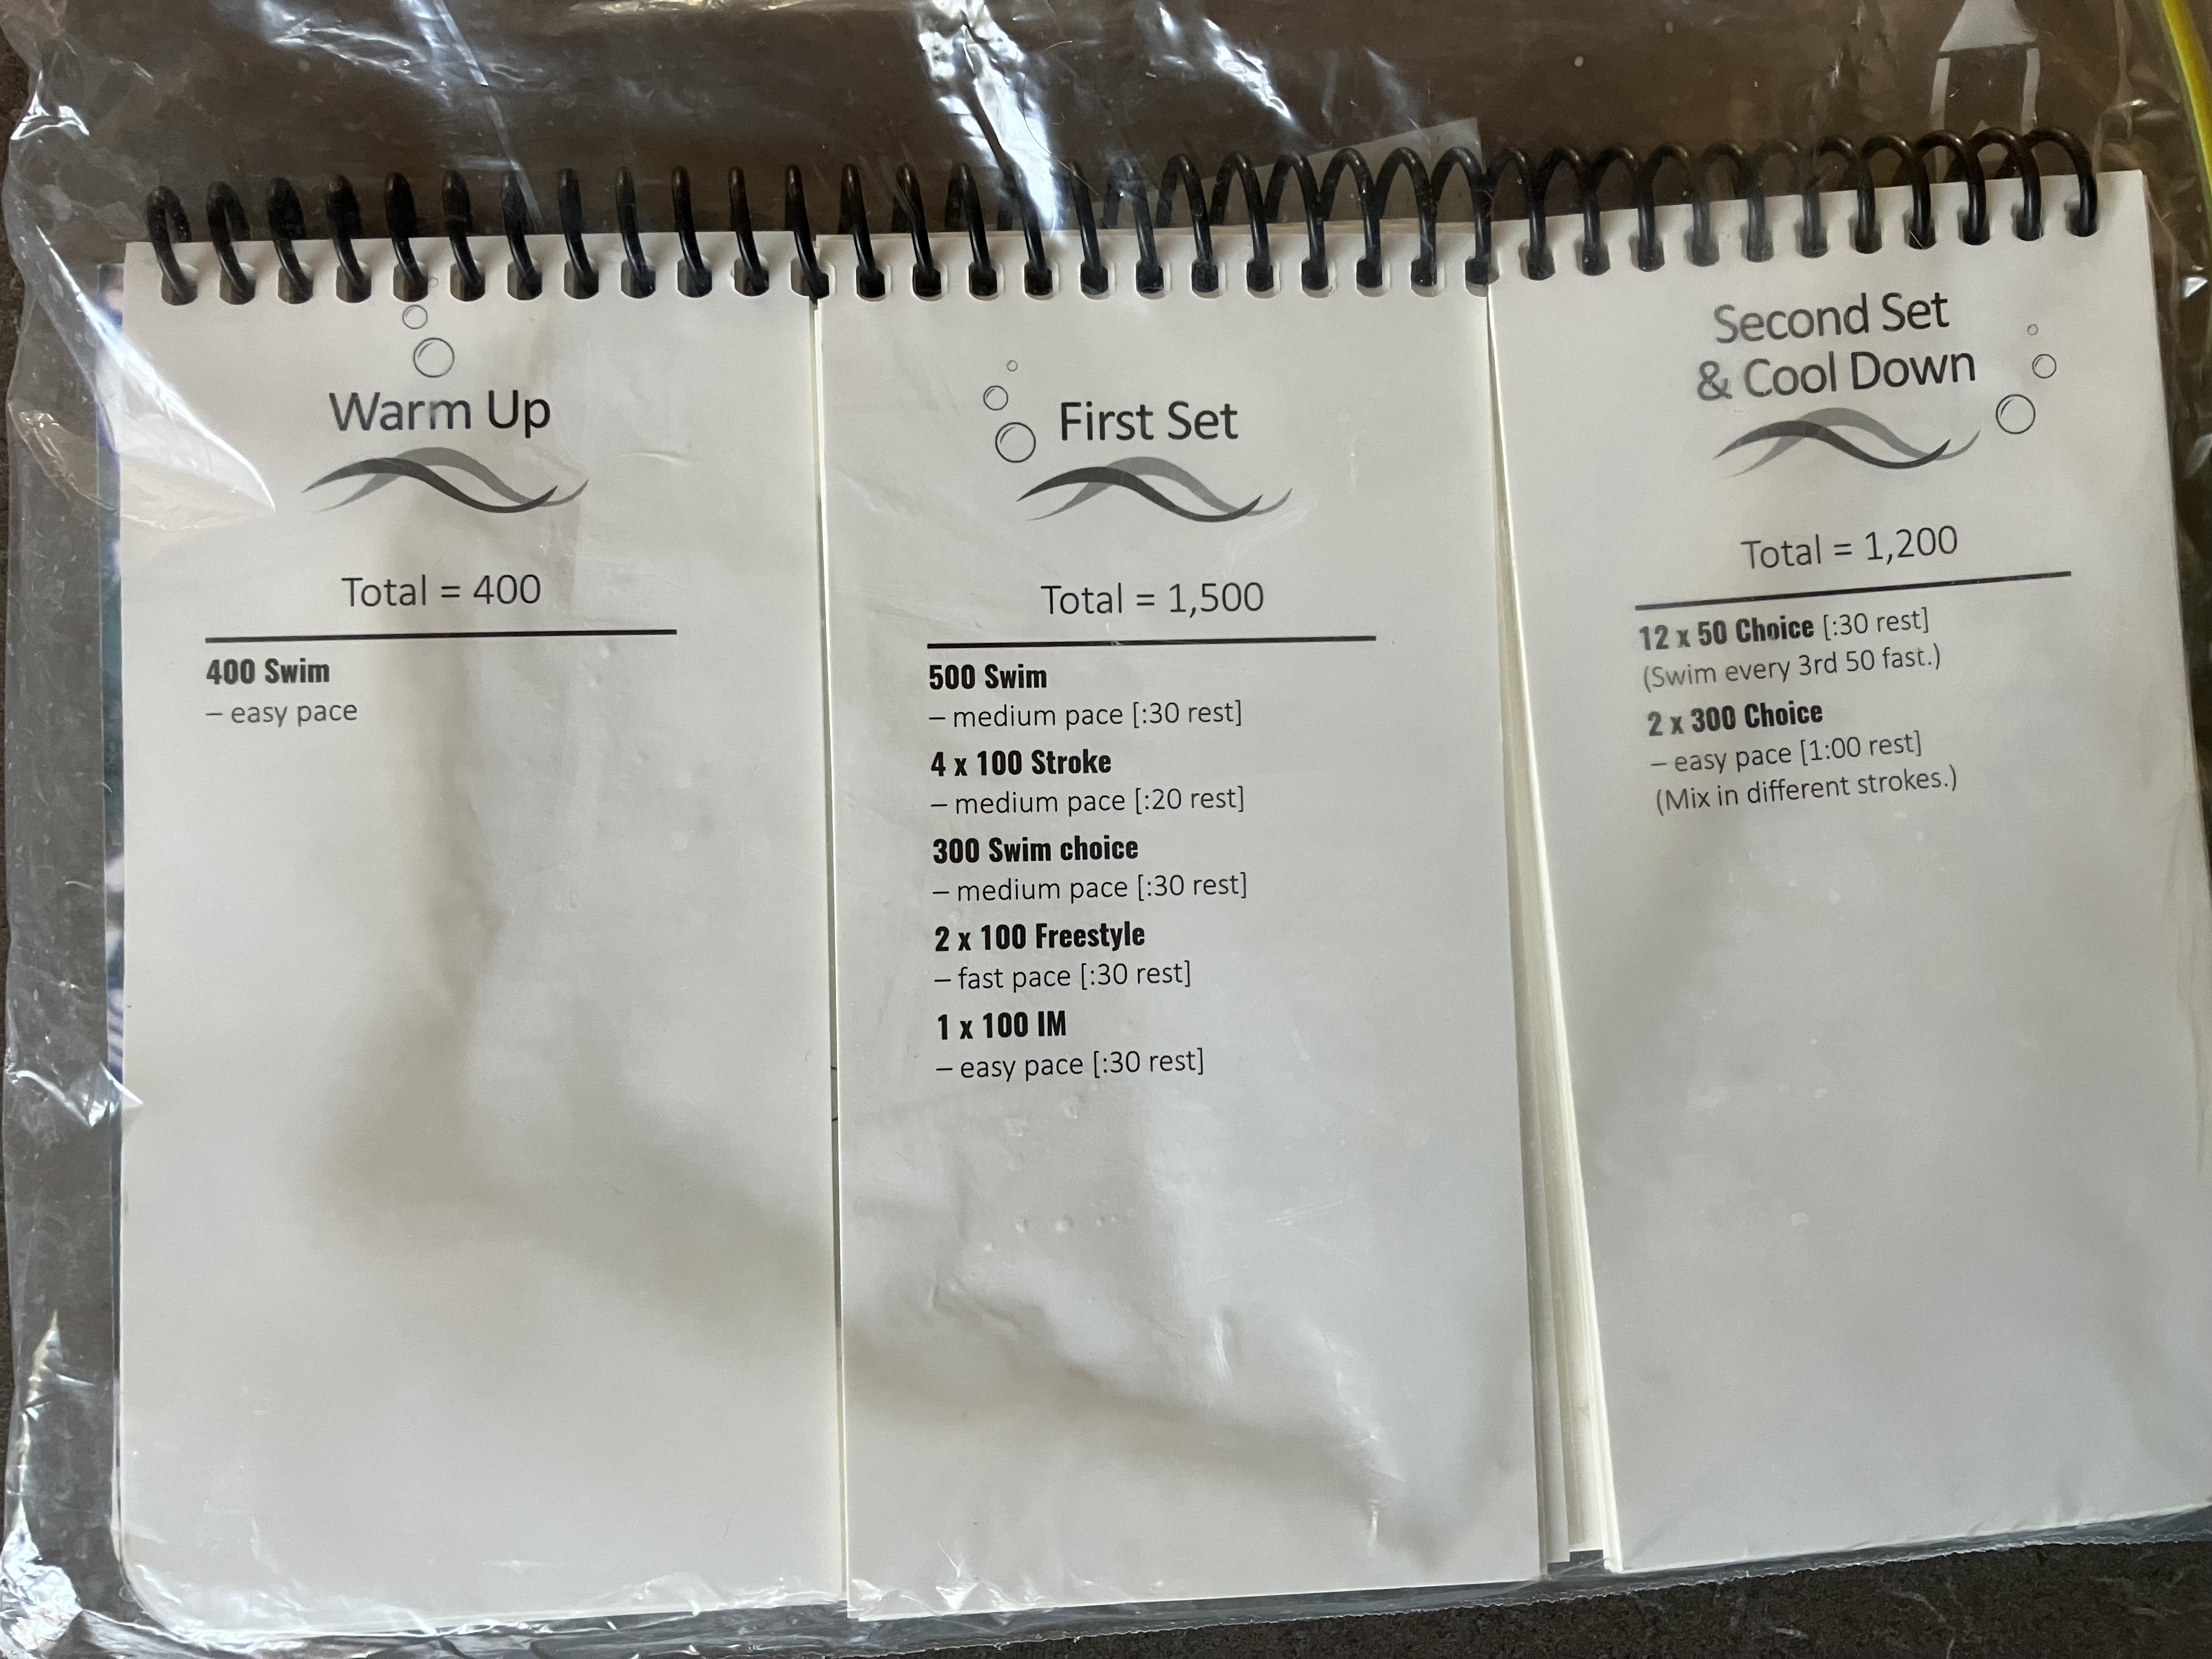 Warm Up
Total = 400
400 Swim
– easy pace
First Set
Total = 1,500
500 Swim
– medium pace [:30 rest]
4 x 100 Stroke
– medium pace [:20 rest]
300 Swim choice
– medium pace [:30 rest]
2 x 100 Freestyle
– fast pace [:30 rest]
1 x 100 IM
– easy pace [:30 rest]
Second Set
& Cool Down
Total = 1,200
12 x 50 Choice [:30 rest]
(Swim every 3rd 50 fast.)
2 x 300 Choice
– easy pace [1:00 rest]
(Mix in different strokes.)